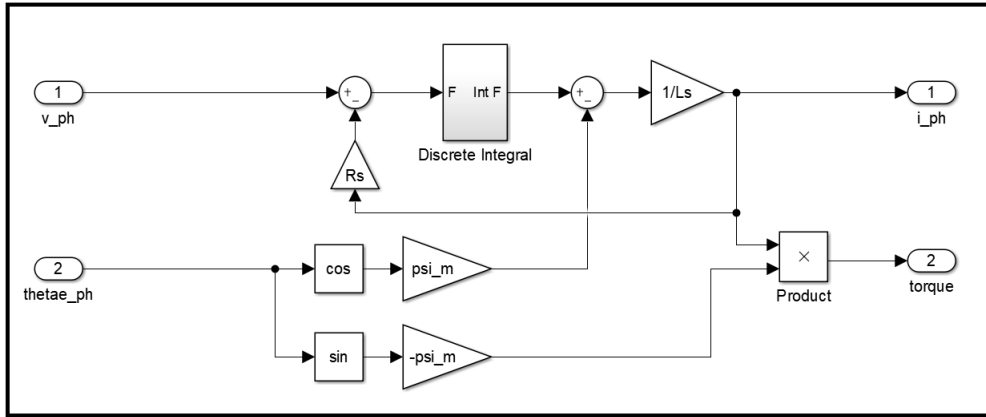 1
v_ph
+
-
F Int F
Discrete Integral
+
-
1/Ls
1
i_ph
Rs
2
thetae_ph
cos
psi_m
×
Product
2
torque
sin
-psi_m